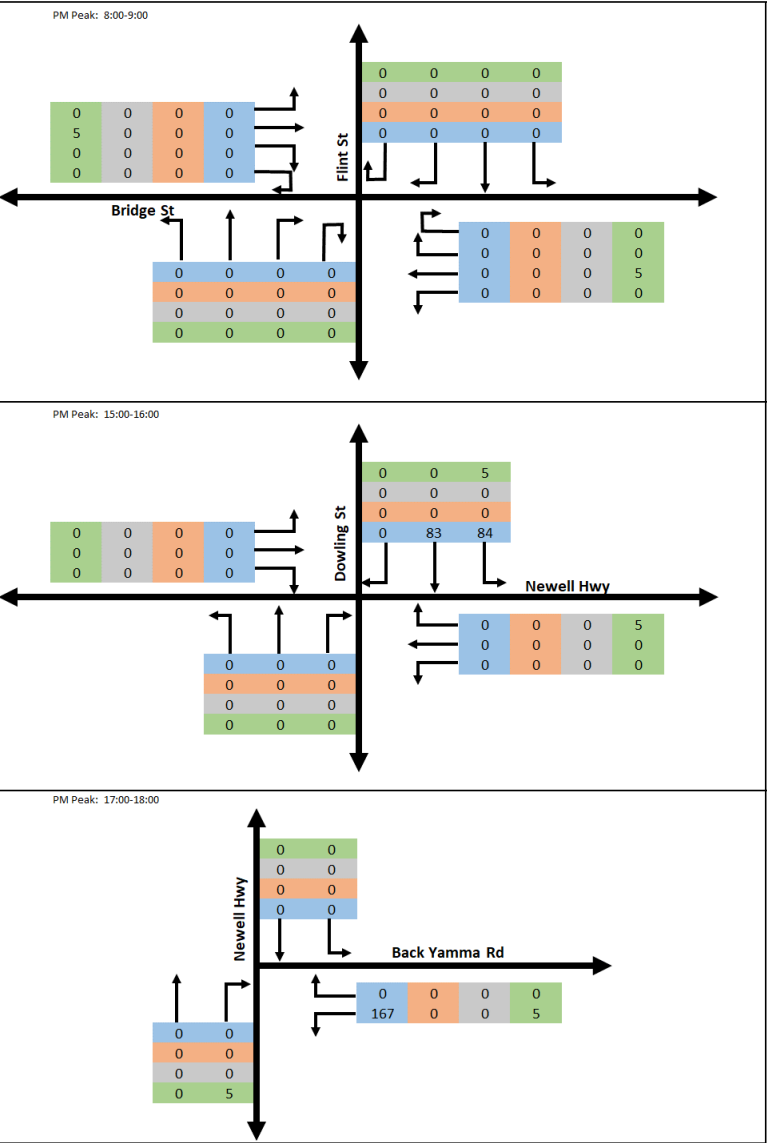 PM Peak: 8:00-9:00
Flint St
0 0 0 0
0 0 0 0
0 0 0 0
0 0 0 0
0 0 0 0
5 0 0 0
0 0 0 0
0 0 0 0
Bridge St
0 0 0 0
0 0 0 0
0 0 0 5
0 0 0 0
0 0 0 0
0 0 0 0
0 0 0 0
0 0 0 0
PM Peak: 15:00-16:00
Dowling St
0 0 5
0 0 0
0 0 0
0 83 84
0 0 0 0
0 0 0 0
0 0 0 0
Newell Hwy
0 0 0 5
0 0 0 0
0 0 0 0
0 0 0
0 0 0
0 0 0
0 0 0
PM Peak: 17:00-18:00
Newell Hwy
0 0
0 0
0 0
0 0
Back Yamma Rd
0 0 0 0
167 0 0 5
0 0
0 0
0 0
0 5